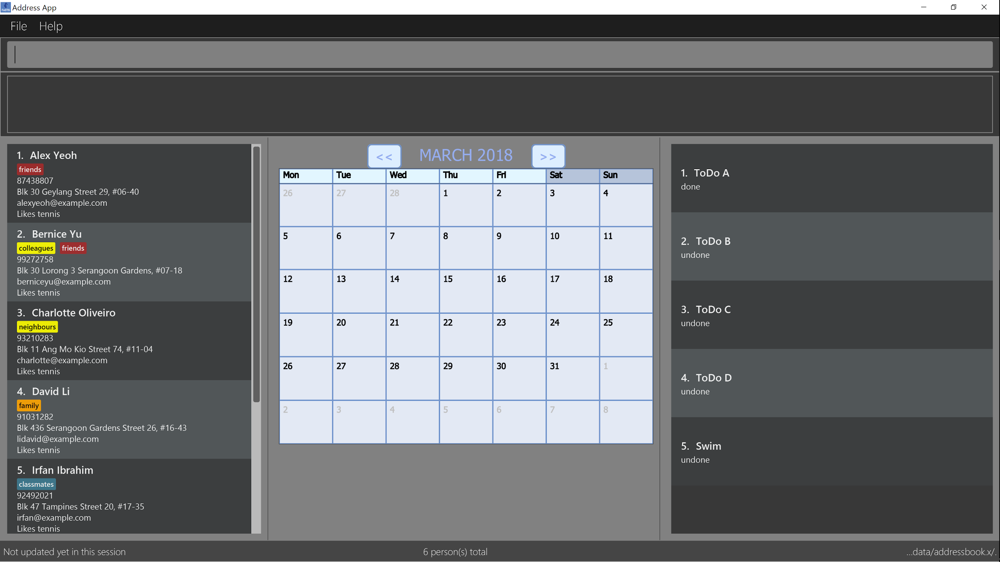 FASTIS Address App
File Help
1. Alex Yeoh
friends
87438807
Blk 30 Geylang Street 29, #06-40
alexyeoh@example.com
Likes tennis
2. Bernice Yu
colleagues friends
99272758
Blk 30 Lorong 3 Serangoon Gardens, #07-18
berniceyu@example.com
Likes tennis
3. Charlotte Oliveiro
neighbours
93210283
Blk 11 Ang Mo Kio Street 74, #11-04
charlotte@example.com
Likes tennis
4. David Li
family
91031282
Blk 436 Serangoon Gardens Street 26, #16-43
lidavid@example.com
Likes tennis
5. Irfan Ibrahim
classmates
92492021
Blk 47 Tampines Street 20, #17-35
irfan@example.com
Likes tennis
<< MARCH 2018 >>
Mon Tue Wed Thu Fri Sat Sun
26 27 28 1 2 3 4
5 6 7 8 9 10 11
12 13 14 15 16 17 18
19 20 21 22 23 24 25
26 27 28 29 30 31 1
2 3 4 5 6 7 8
1. ToDo A
done
2. ToDo B
undone
3. ToDo C
undone
4. ToDo D
undone
5. Swim
undone
Not updated yet in this session
6 person(s) total
...data/addressbook.x/.